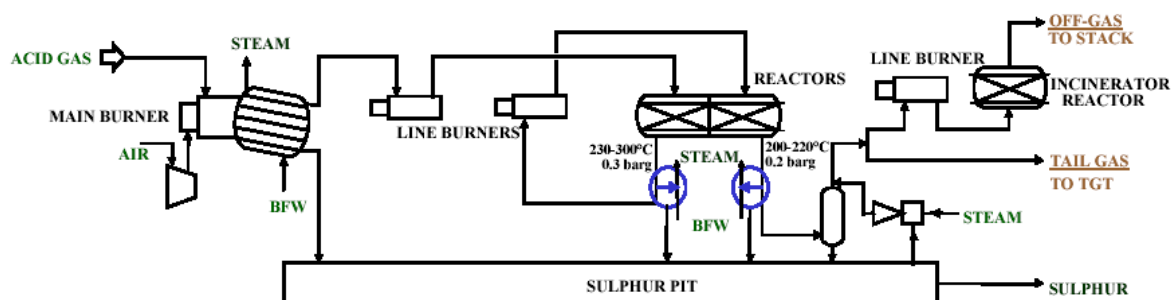 OFF-GAS
TO STACK
STEAM
ACID GAS
LINE BURNER
REACTORS
INCINERATOR
REACTOR
MAIN BURNER
LINE BURNERS
AIR
230-300°C
0.3 barg
STEAM
200-220°C
0.2 barg
TAIL GAS
TO TGT
BFW
BFW
STEAM
SULPHUR PIT
SULPHUR